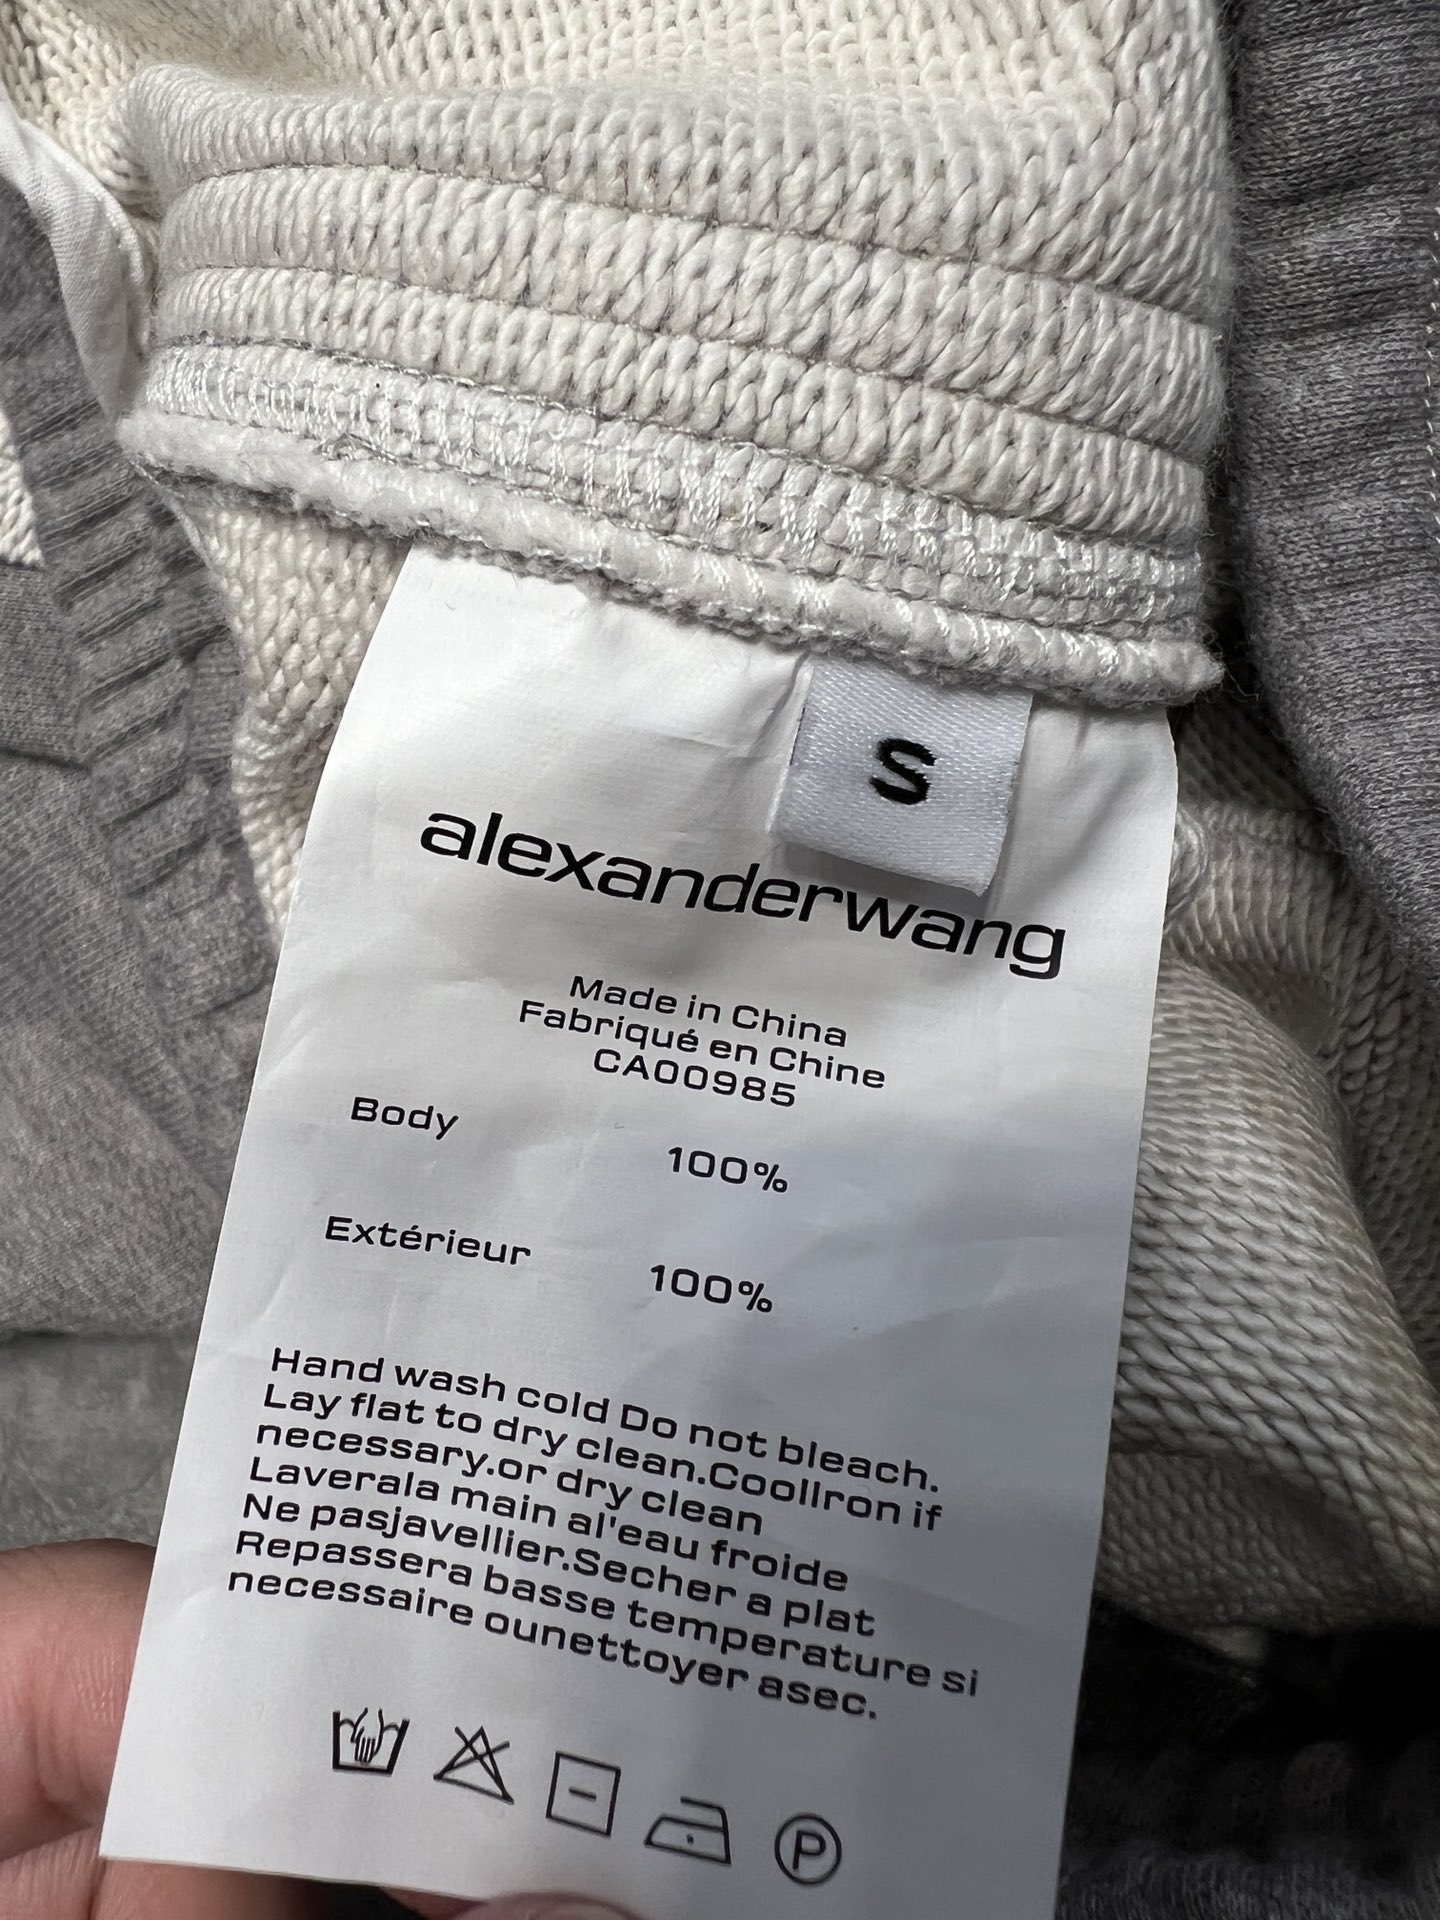 S
alexanderwang
Made in China
Fabriqué en Chine
CA00985
Body
100%
Extérieur
100%
Hand wash cold Do not bleach.
Lay flat to dry clean.CoolIron if
necessary.or dry clean
Laverala main al'eau froide
Ne pasjavellier.Secher a plat
Repassera basse temperature si
necessaire ounettoyer asec.
P